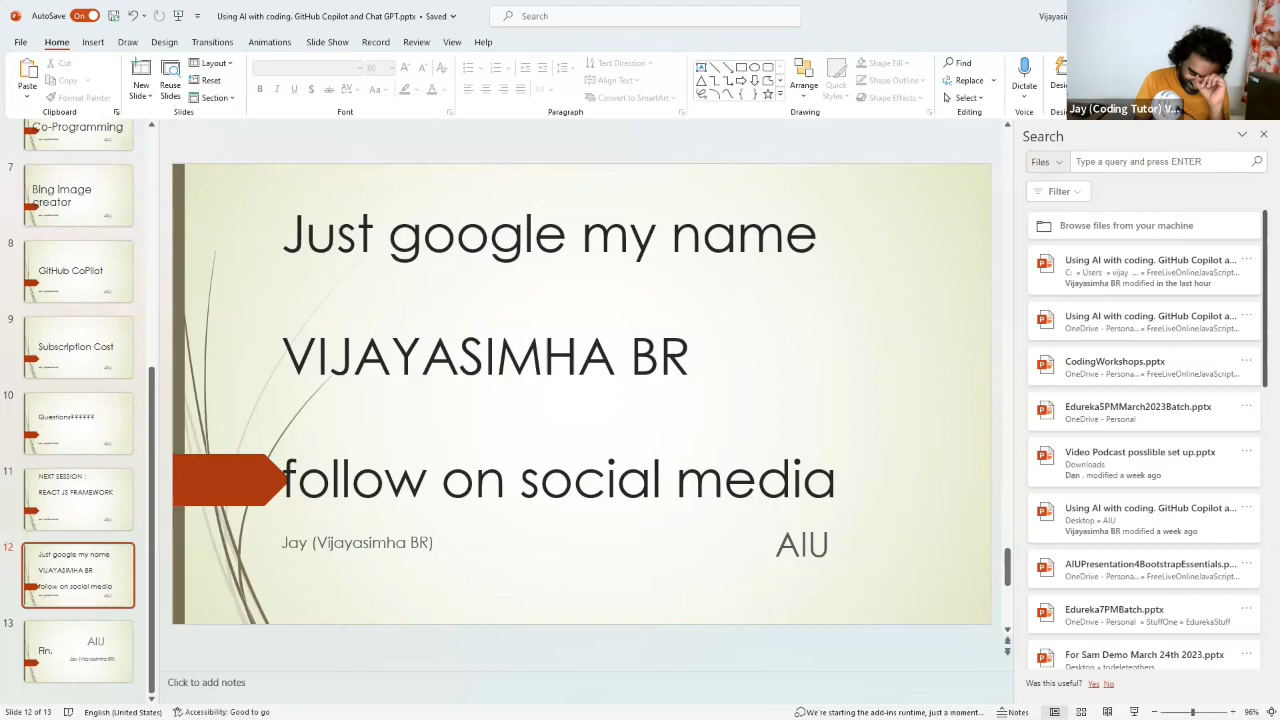 AutoSave On Using AI with coding. GitHub Copilot and Chat GPT.pptx • Saved Search Vijayasi
File Home Insert Draw Design Transitions Animations Slide Show Record Review View Help
Paste Cut Copy Format Painter
Clipboard
New Slide Reuse Slides Layout Reset Section
Slides
60
B I U S ab AV Aa A
Font
Text Direction
Align Text
Convert to SmartArt
Paragraph
Arrange Quick Styles
Shape Fill
Shape Outline
Shape Effects
Drawing
Find
Replace
Select
Editing
Dictate
Voice
Jay (Coding Tutor) V...
Co-Programming
7
Bing Image
creator
8
GitHub CoPilot
9
Subscription Cost
10
Questions??????
11
NEXT SESSION :
REACT JS FRAMEWORK
12
Just google my name
VIJAYASIMHA BR
follow on social media
13
AIU
Fin.
Jay (Vijayasimha BR)
Just google my name
VIJAYASIMHA BR
follow on social media
Jay (Vijayasimha BR) AIU
Click to add notes
Search
Files Type a query and press ENTER
Filter
Browse files from your machine
Using AI with coding. GitHub Copilot a...
C: » Users » vijay ... » FreeLiveOnlineJavaScript...
Vijayasimha BR modified in the last hour
Using AI with coding. GitHub Copilot a...
OneDrive - Persona...» FreeLiveOnlineJavaScript...
CodingWorkshops.pptx
OneDrive - Persona...» FreeLiveOnlineJavaScript...
Edureka5PMMarch2023Batch.pptx
OneDrive - Personal
Video Podcast posslible set up.pptx
Downloads
Dan . modified a week ago
Using AI with coding. GitHub Copilot a...
Desktop » AIU
Vijayasimha BR modified a week ago
AIUPresentation4BootstrapEssentials.p...
OneDrive - Persona...» FreeLiveOnlineJavaScript...
Edureka7PMBatch.pptx
OneDrive - Personal » StuffOne » EdurekaStuff
For Sam Demo March 24th 2023.pptx
Desktop » todeletepthers
Was this useful? Yes No
Slide 12 of 13 English (United States) Accessibility: Good to go We're starting the add-ins runtime, just a moment... Notes 96%